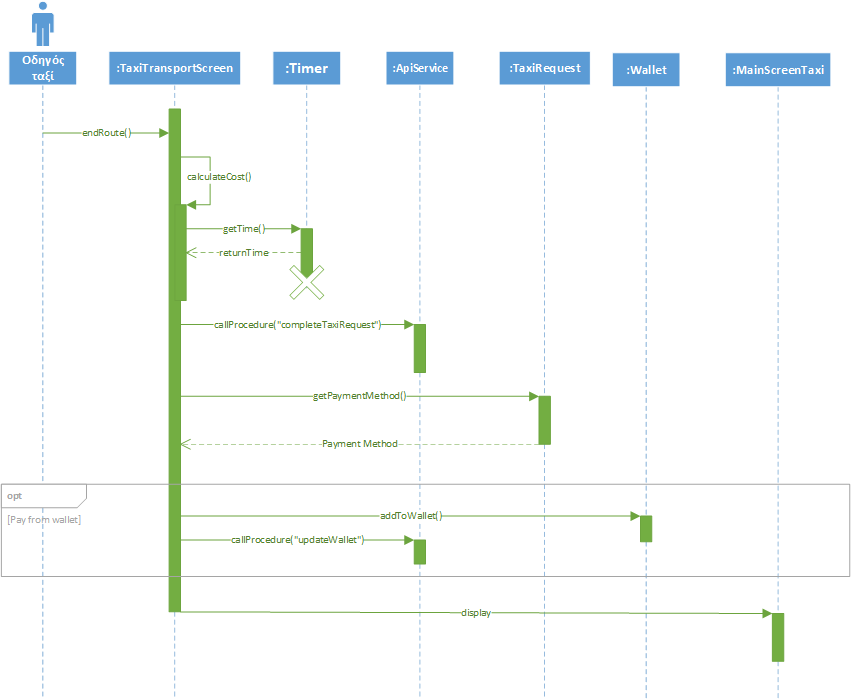 Οδηγός
ταξί
:TaxiTransportScreen
:Timer
:ApiService
:TaxiRequest
:Wallet
:MainScreenTaxi
endRoute()
calculateCost()
getTime()
returnTime
callProcedure("completeTaxiRequest")
getPaymentMethod()
Payment Method
opt
[Pay from wallet]
addToWallet()
callProcedure("updateWallet")
display